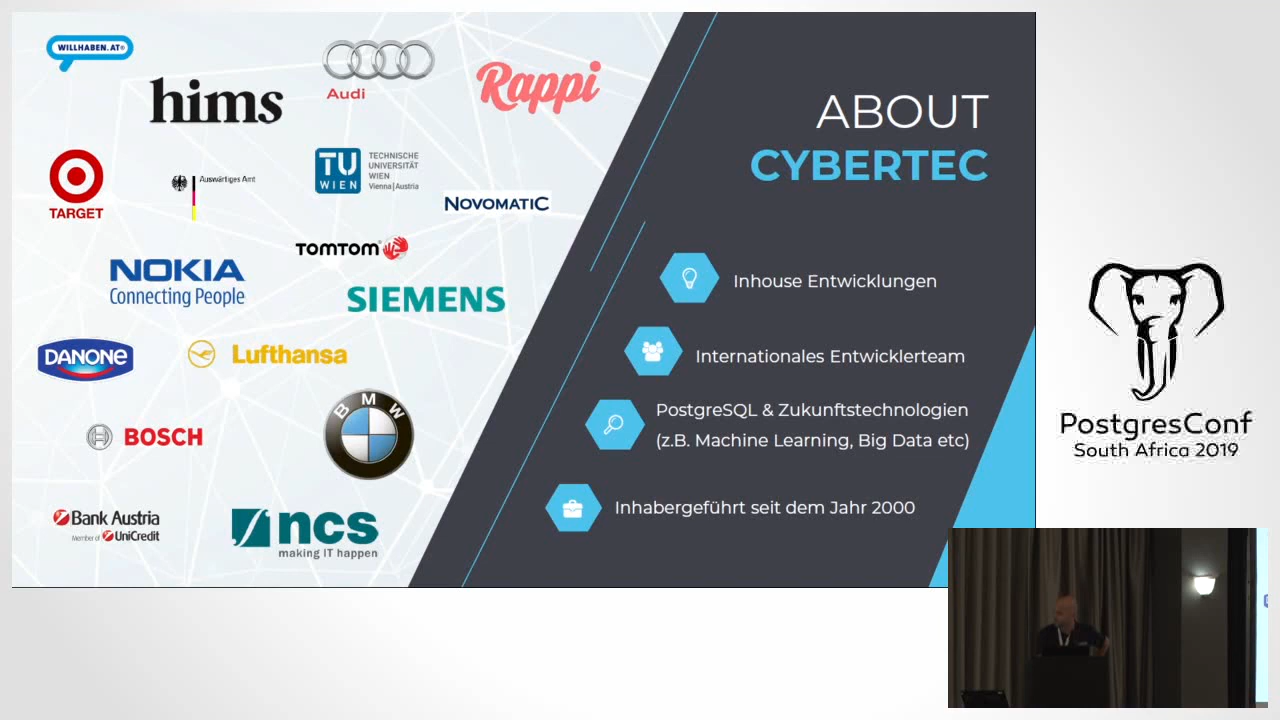 WILLHABEN.AT®
hims
Audi
Rappi
TARGET
Auswärtiges Amt
TU
WIEN
TECHNISCHE
UNIVERSITÄT
WIEN
Vienna|Austria
NOVOMATIC
TOMTOM
NOKIA
Connecting People
SIEMENS
DANONE
Lufthansa
BOSCH
BMW
Bank Austria
Member of UniCredit
ncs
making IT happen
ABOUT
CYBERTEC
Inhouse Entwicklungen
Internationales Entwicklerteam
PostgreSQL & Zukunftstechnologien
(z.B. Machine Learning, Big Data etc)
Inhabergeführt seit dem Jahr 2000
PostgresConf
South Africa 2019